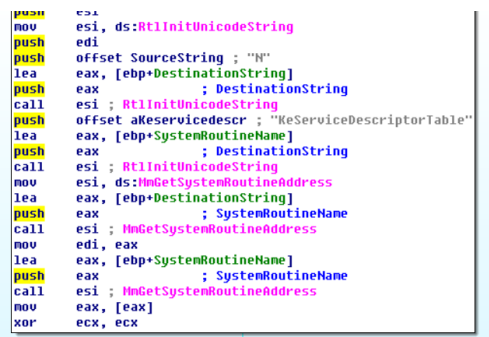 push esi
mov esi, ds:RtlInitUnicodeString
push edi
push offset SourceString ; "N"
lea eax, [ebp+DestinationString]
push eax ; DestinationString
call esi ; RtlInitUnicodeString
push offset aKeservicedescr ; "KeServiceDescriptorTable"
lea eax, [ebp+SystemRoutineName]
push eax ; DestinationString
call esi ; RtlInitUnicodeString
mov esi, ds:MmGetSystemRoutineAddress
lea eax, [ebp+DestinationString]
push eax ; SystemRoutineName
call esi ; MmGetSystemRoutineAddress
mov edi, eax
lea eax, [ebp+SystemRoutineName]
push eax ; SystemRoutineName
call esi ; MmGetSystemRoutineAddress
mov eax, [eax]
xor ecx, ecx